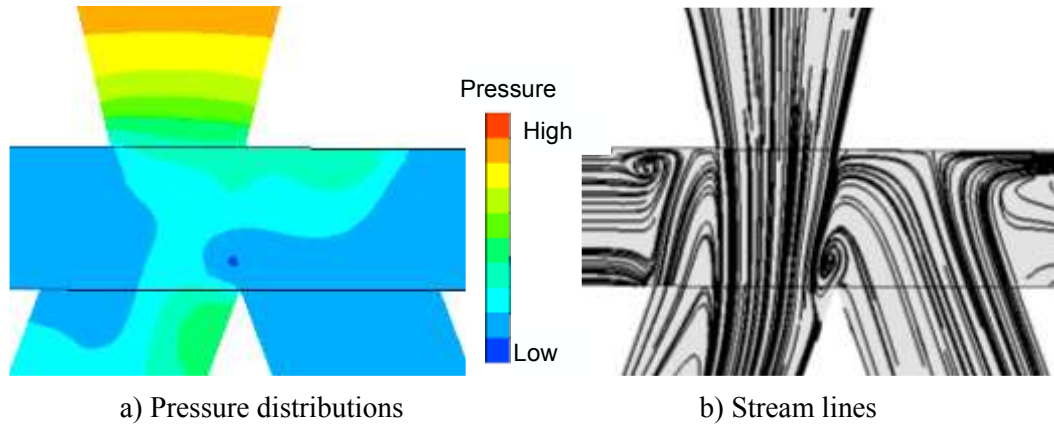 Pressure
High
Low
a) Pressure distributions
b) Stream lines